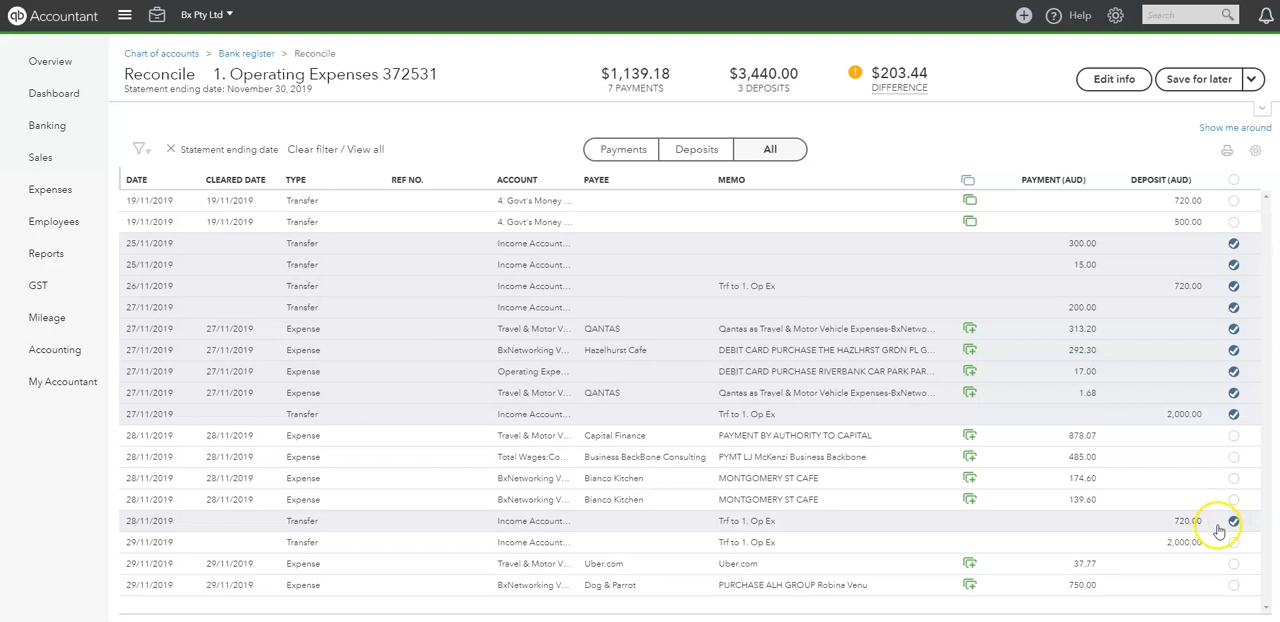 qb Accountant Bx Pty Ltd Help Search
Overview
Dashboard
Banking
Sales
Expenses
Employees
Reports
GST
Mileage
Accounting
My Accountant
Chart of accounts > Bank register > Reconcile
Reconcile 1. Operating Expenses 372531
Statement ending date: November 30, 2019
$1,139.18
7 PAYMENTS
$3,440.00
3 DEPOSITS
! $203.44
DIFFERENCE
Edit info Save for later
Show me around
Statement ending date Clear filter / View all
Payments Deposits All
DATE CLEARED DATE TYPE REF NO. ACCOUNT PAYEE MEMO PAYMENT (AUD) DEPOSIT (AUD)
19/11/2019 19/11/2019 Transfer 4. Govt's Money ... 720.00
19/11/2019 19/11/2019 Transfer 4. Govt's Money ... 500.00
25/11/2019 Transfer Income Account... 300.00
25/11/2019 Transfer Income Account... 15.00
26/11/2019 Transfer Income Account... Trf to 1. Op Ex 720.00
27/11/2019 Transfer Income Account... 200.00
27/11/2019 27/11/2019 Expense Travel & Motor V... QANTAS Qantas as Travel & Motor Vehicle Expenses-BxNetwo... 313.20
27/11/2019 27/11/2019 Expense BxNetworking V... Hazelhurst Cafe DEBIT CARD PURCHASE THE HAZLHRST GRDN PL G... 292.30
27/11/2019 27/11/2019 Expense Operating Expe... DEBIT CARD PURCHASE RIVERBANK CAR PARK PAR... 17.00
27/11/2019 27/11/2019 Expense Travel & Motor V... QANTAS Qantas as Travel & Motor Vehicle Expenses-BxNetwo... 1.68
27/11/2019 Transfer Income Account... Trf to 1. Op Ex 2,000.00
28/11/2019 28/11/2019 Expense Travel & Motor V... Capital Finance PAYMENT BY AUTHORITY TO CAPITAL 878.07
28/11/2019 28/11/2019 Expense Total Wages:Co... Business BackBone Consulting PYMT LJ McKenzi Business Backbone 485.00
28/11/2019 28/11/2019 Expense BxNetworking V... Bianco Kitchen MONTGOMERY ST CAFE 174.60
28/11/2019 28/11/2019 Expense BxNetworking V... Bianco Kitchen MONTGOMERY ST CAFE 139.60
28/11/2019 Transfer Income Account... Trf to 1. Op Ex 720.00
29/11/2019 Transfer Income Account... Trf to 1. Op Ex 2,000.00
29/11/2019 29/11/2019 Expense Travel & Motor V... Uber.com Uber.com 37.77
29/11/2019 29/11/2019 Expense BxNetworking V... Dog & Parrot PURCHASE ALH GROUP Robina Venu 750.00